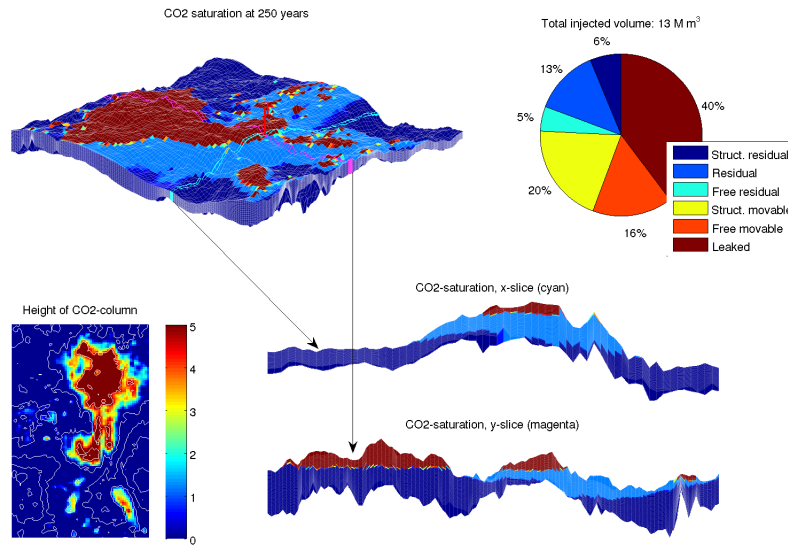 CO2 saturation at 250 years
Total injected volume: 13 M m³
6%
13%
40%
5%
20%
16%
Struct. residual
Residual
Free residual
Struct. movable
Free movable
Leaked
Height of CO2-column
5
4
3
2
1
0
CO2-saturation, x-slice (cyan)
CO2-saturation, y-slice (magenta)